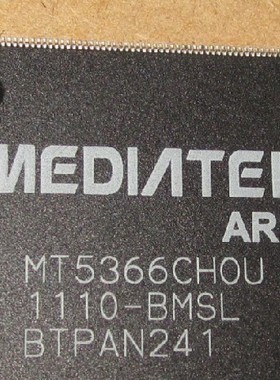 MEDIATE
AR
MT5366CHOU
1110-BMSL
BTPAN241